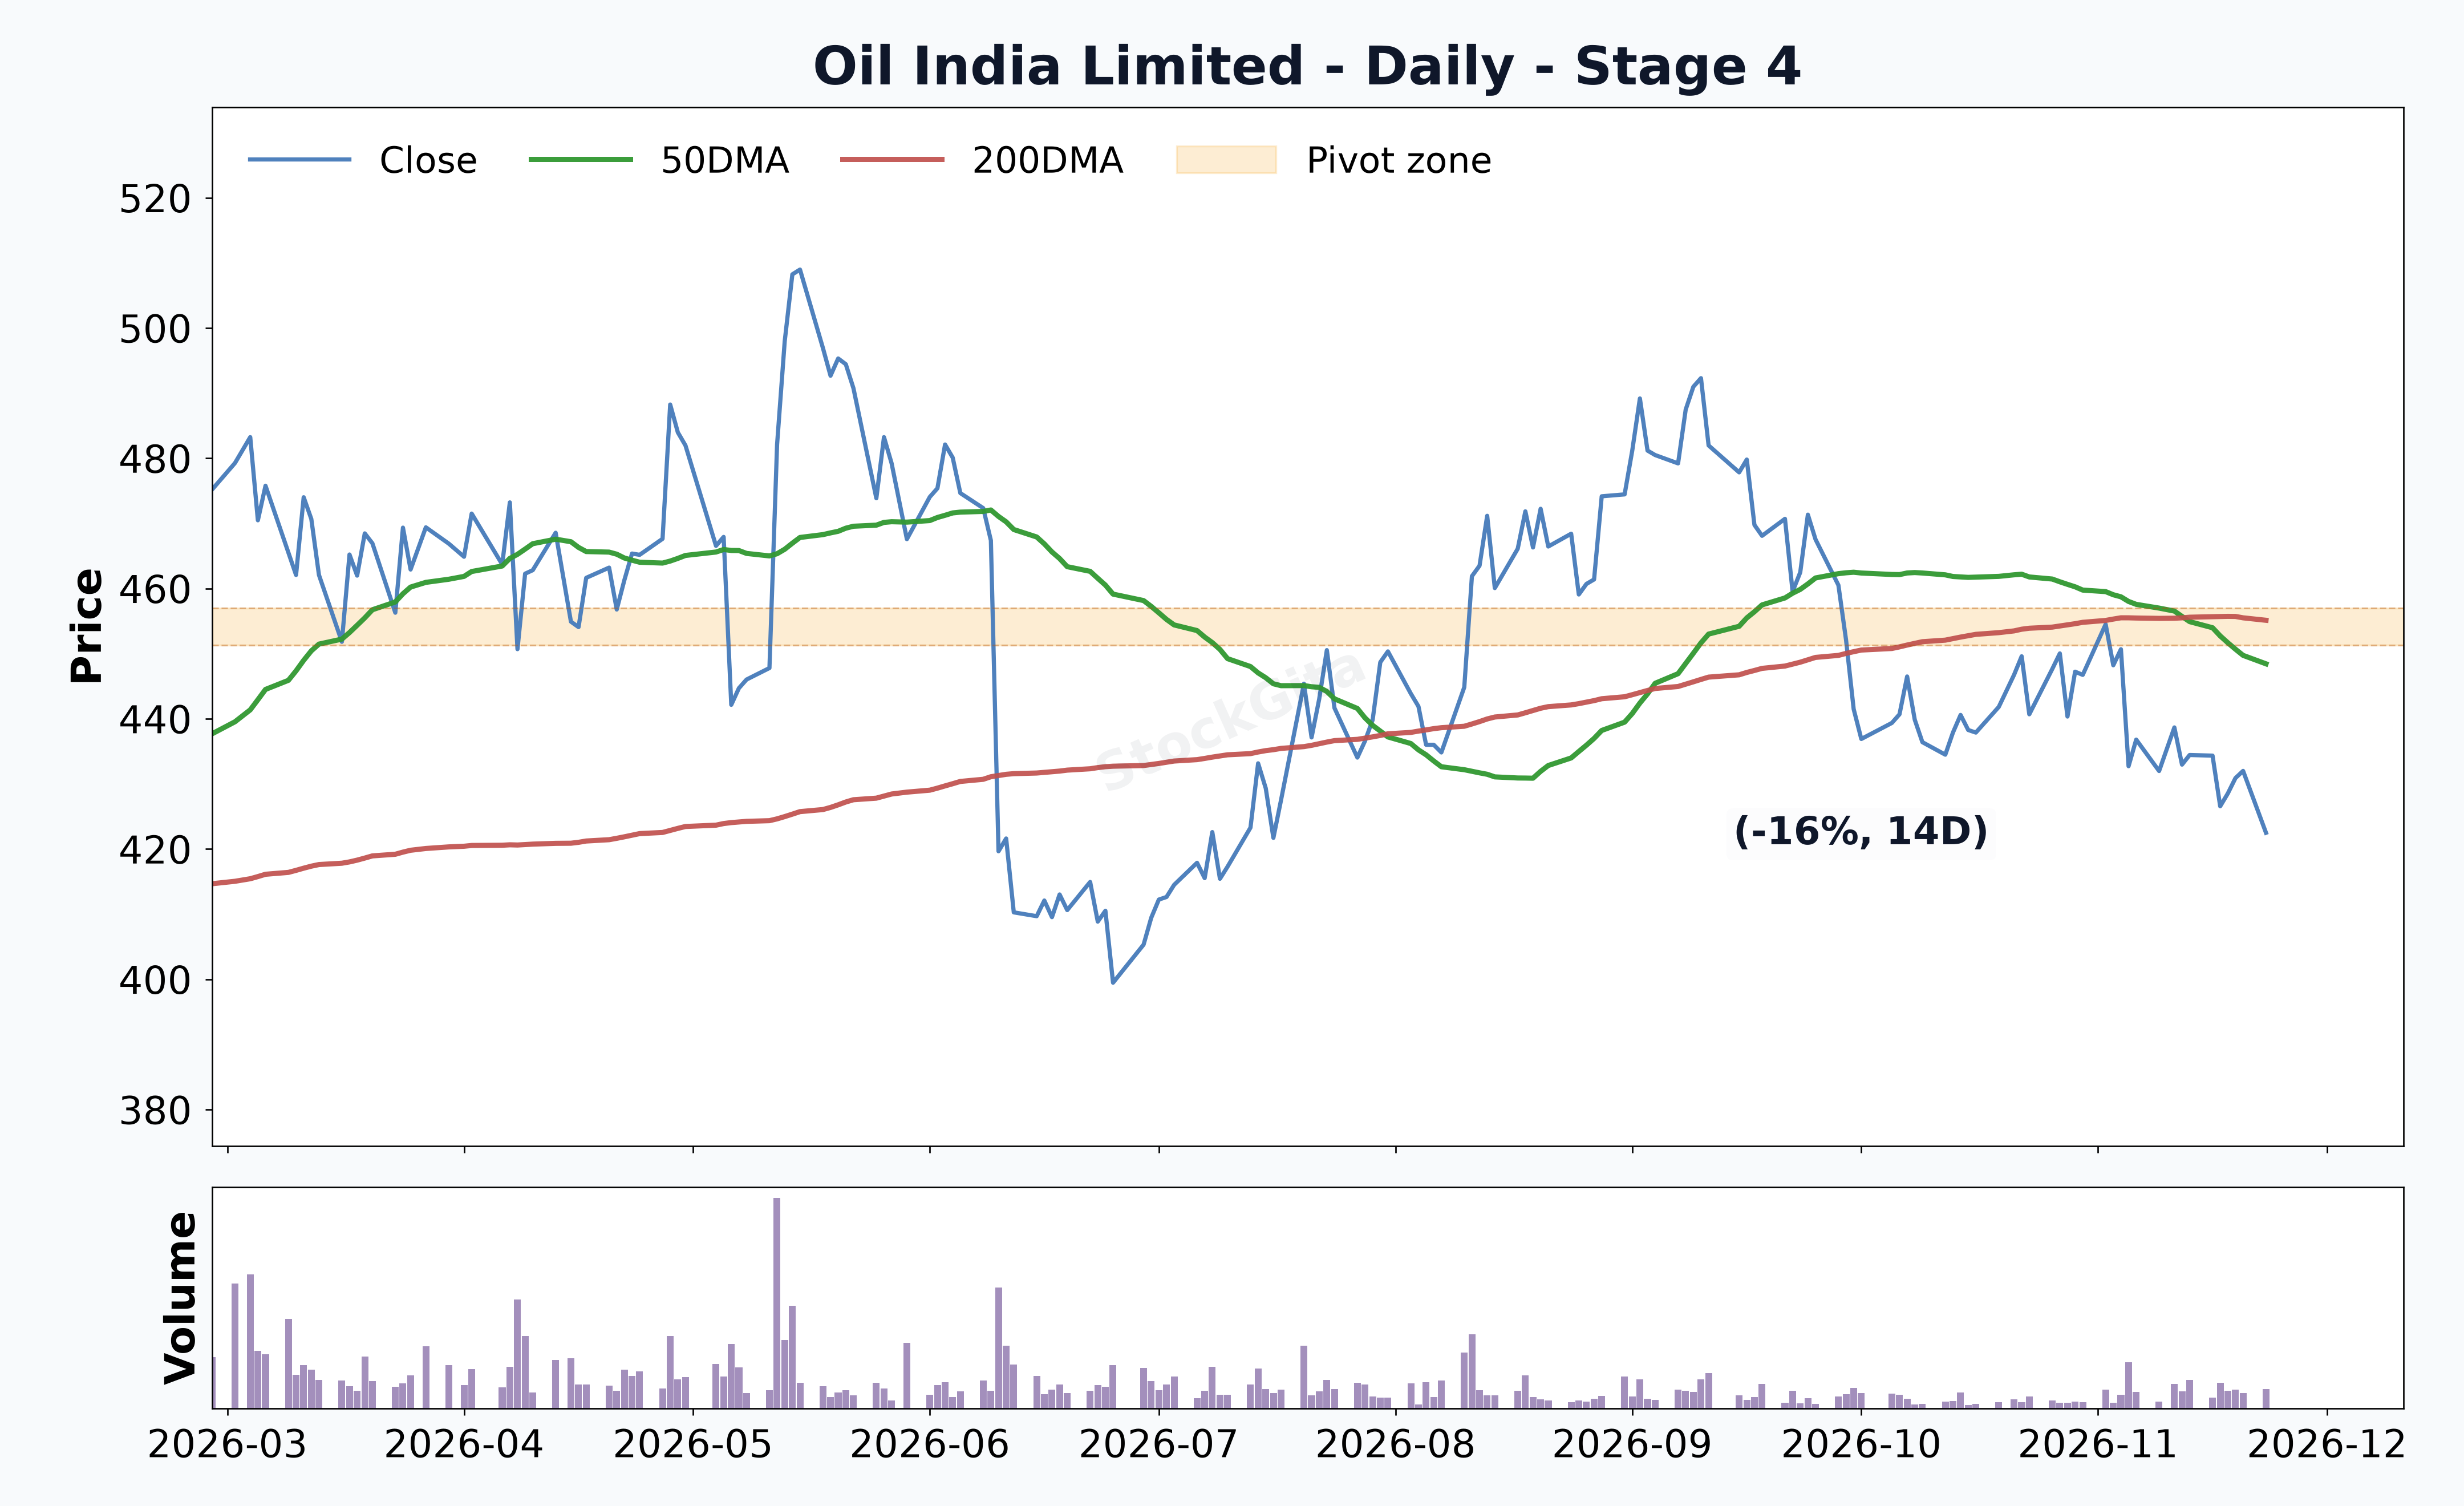 Oil India Limited - Daily - Stage 4
Close 50DMA 200DMA Pivot zone
Price
520
500
480
460
440
420
400
380
StockGita
(-16%, 14D)
Volume
2026-03 2026-04 2026-05 2026-06 2026-07 2026-08 2026-09 2026-10 2026-11 2026-12